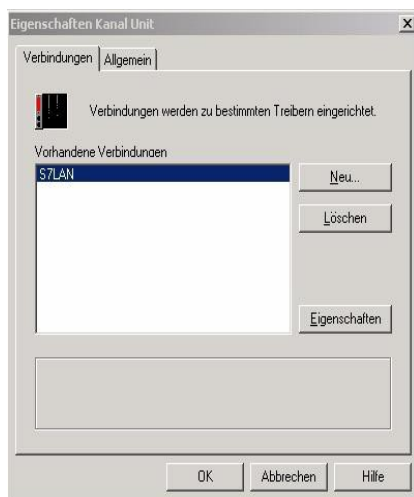 Eigenschaften Kanal Unit
Verbindungen
Allgemein
Verbindungen werden zu bestimmten Treibern eingerichtet.
Vorhandene Verbindungen
S7LAN
Neu...
Löschen
Eigenschaften
OK
Abbrechen
Hilfe